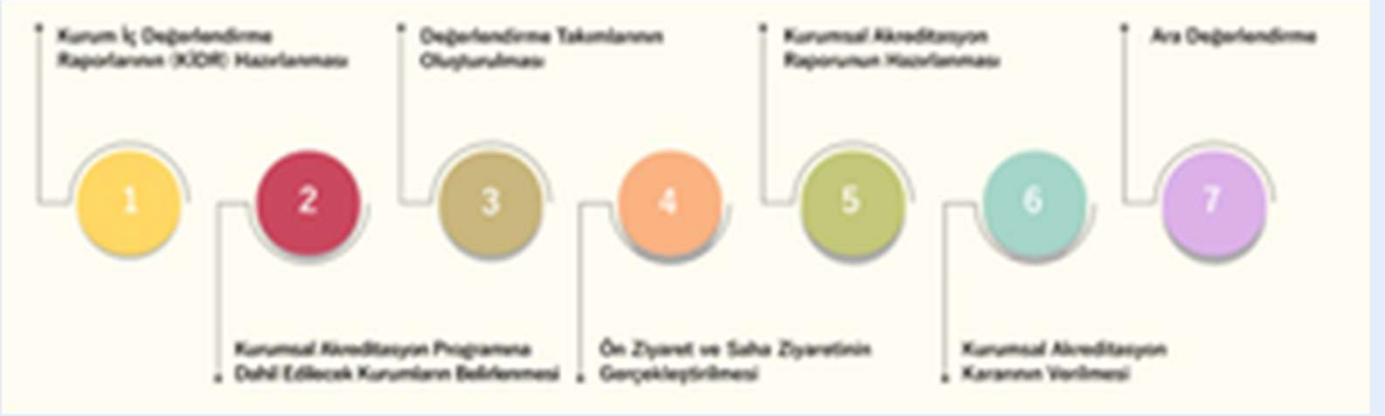 Kurum İç Değerlendirme
Raporlarının (KİDR) Hazırlanması
1
2
Kurumsal Akreditasyon Programına
Dahil Edilecek Kurumların Belirlenmesi
Değerlendirme Takımlarının
Oluşturulması
3
4
Ön Ziyaret ve Saha Ziyaretinin
Gerçekleştirilmesi
Kurumsal Akreditasyon
Raporunun Hazırlanması
5
6
Kurumsal Akreditasyon
Kararının Verilmesi
Ara Değerlendirme
7